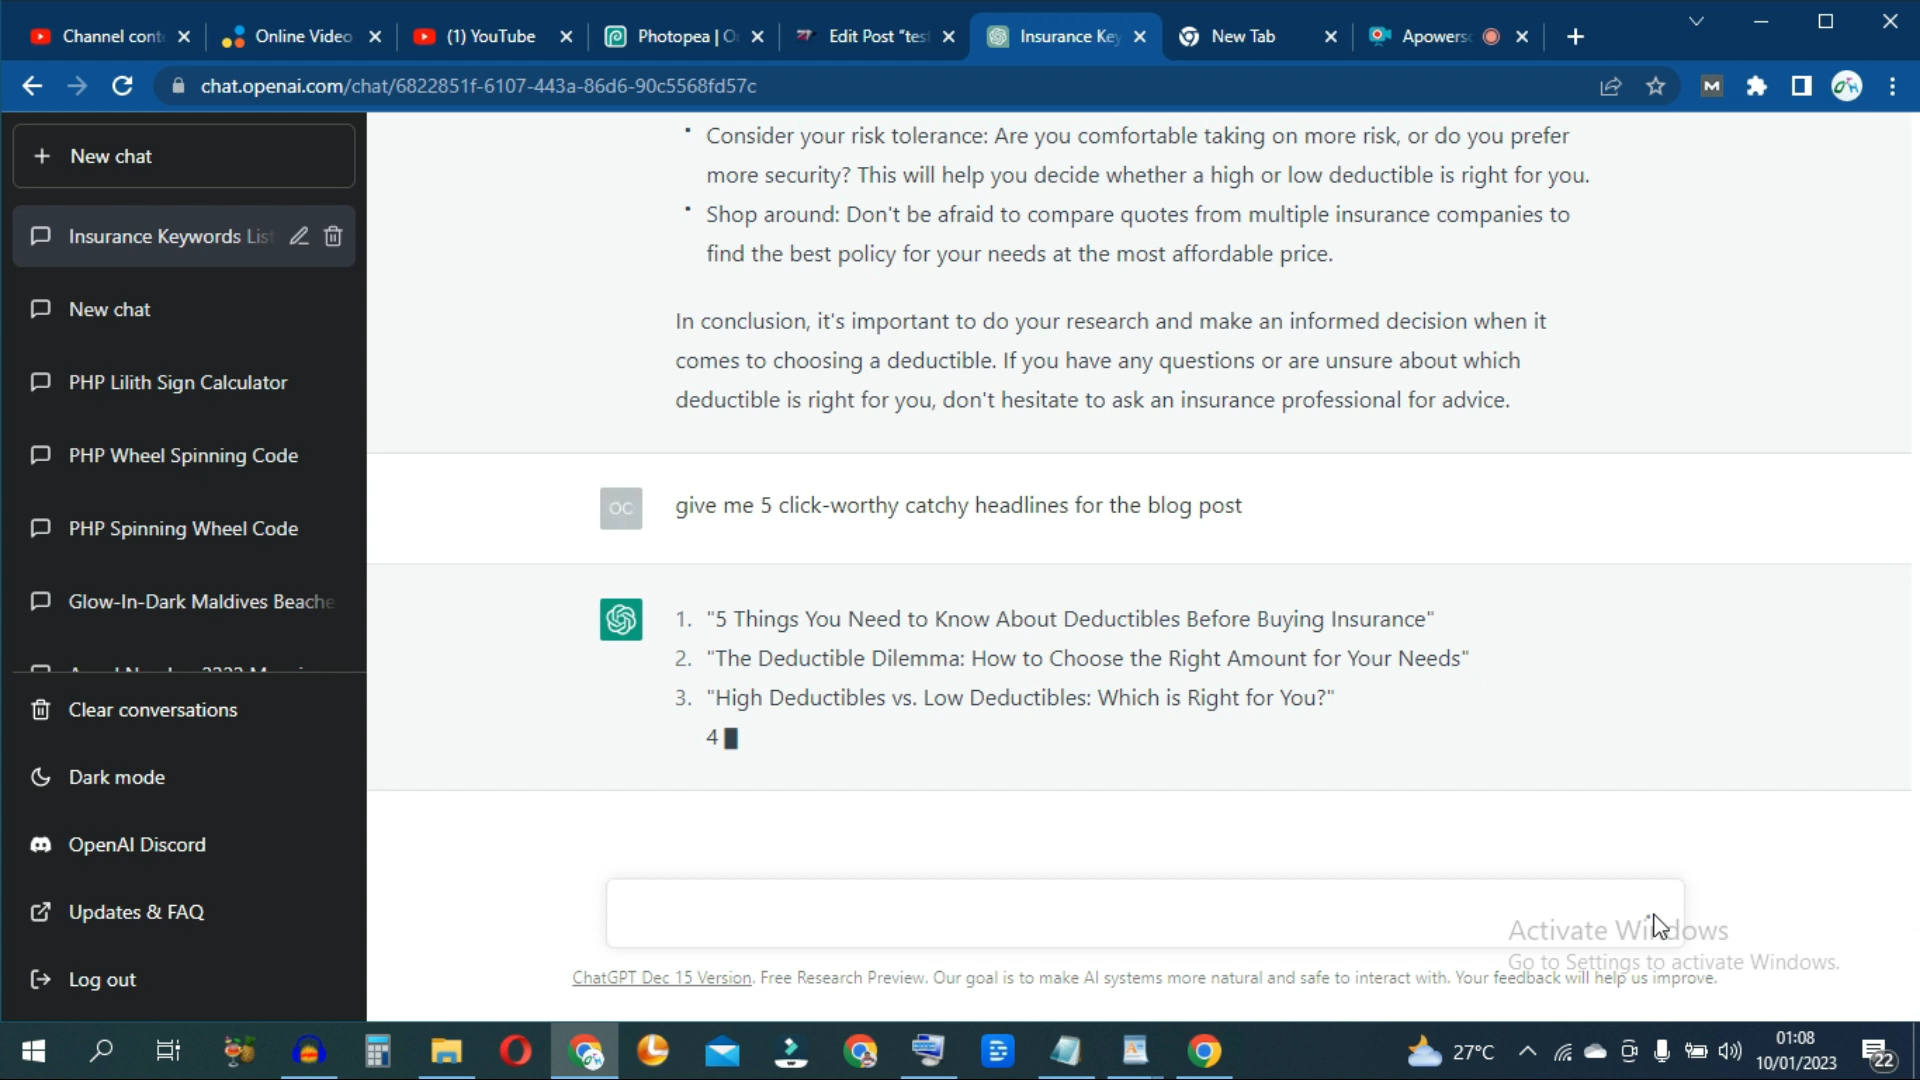 Channel cont
Online Video
(1) YouTube
Photopea | O
Edit Post "tes
Insurance Key
New Tab
Apowers
chat.openai.com/chat/6822851f-6107-443a-86d6-90c5568fd57c
New chat
Insurance Keywords List
New chat
PHP Lilith Sign Calculator
PHP Wheel Spinning Code
PHP Spinning Wheel Code
Glow-In-Dark Maldives Beache
Clear conversations
Dark mode
OpenAI Discord
Updates & FAQ
Log out
• Consider your risk tolerance: Are you comfortable taking on more risk, or do you prefer
more security? This will help you decide whether a high or low deductible is right for you.
• Shop around: Don't be afraid to compare quotes from multiple insurance companies to
find the best policy for your needs at the most affordable price.
In conclusion, it's important to do your research and make an informed decision when it
comes to choosing a deductible. If you have any questions or are unsure about which
deductible is right for you, don't hesitate to ask an insurance professional for advice.
OC
give me 5 click-worthy catchy headlines for the blog post
1. "5 Things You Need to Know About Deductibles Before Buying Insurance"
2. "The Deductible Dilemma: How to Choose the Right Amount for Your Needs"
3. "High Deductibles vs. Low Deductibles: Which is Right for You?"
4
Activate Windows
Go to Settings to activate Windows.
ChatGPT Dec 15 Version. Free Research Preview. Our goal is to make AI systems more natural and safe to interact with. Your feedback will help us improve.
27°C
01:08
10/01/2023
22